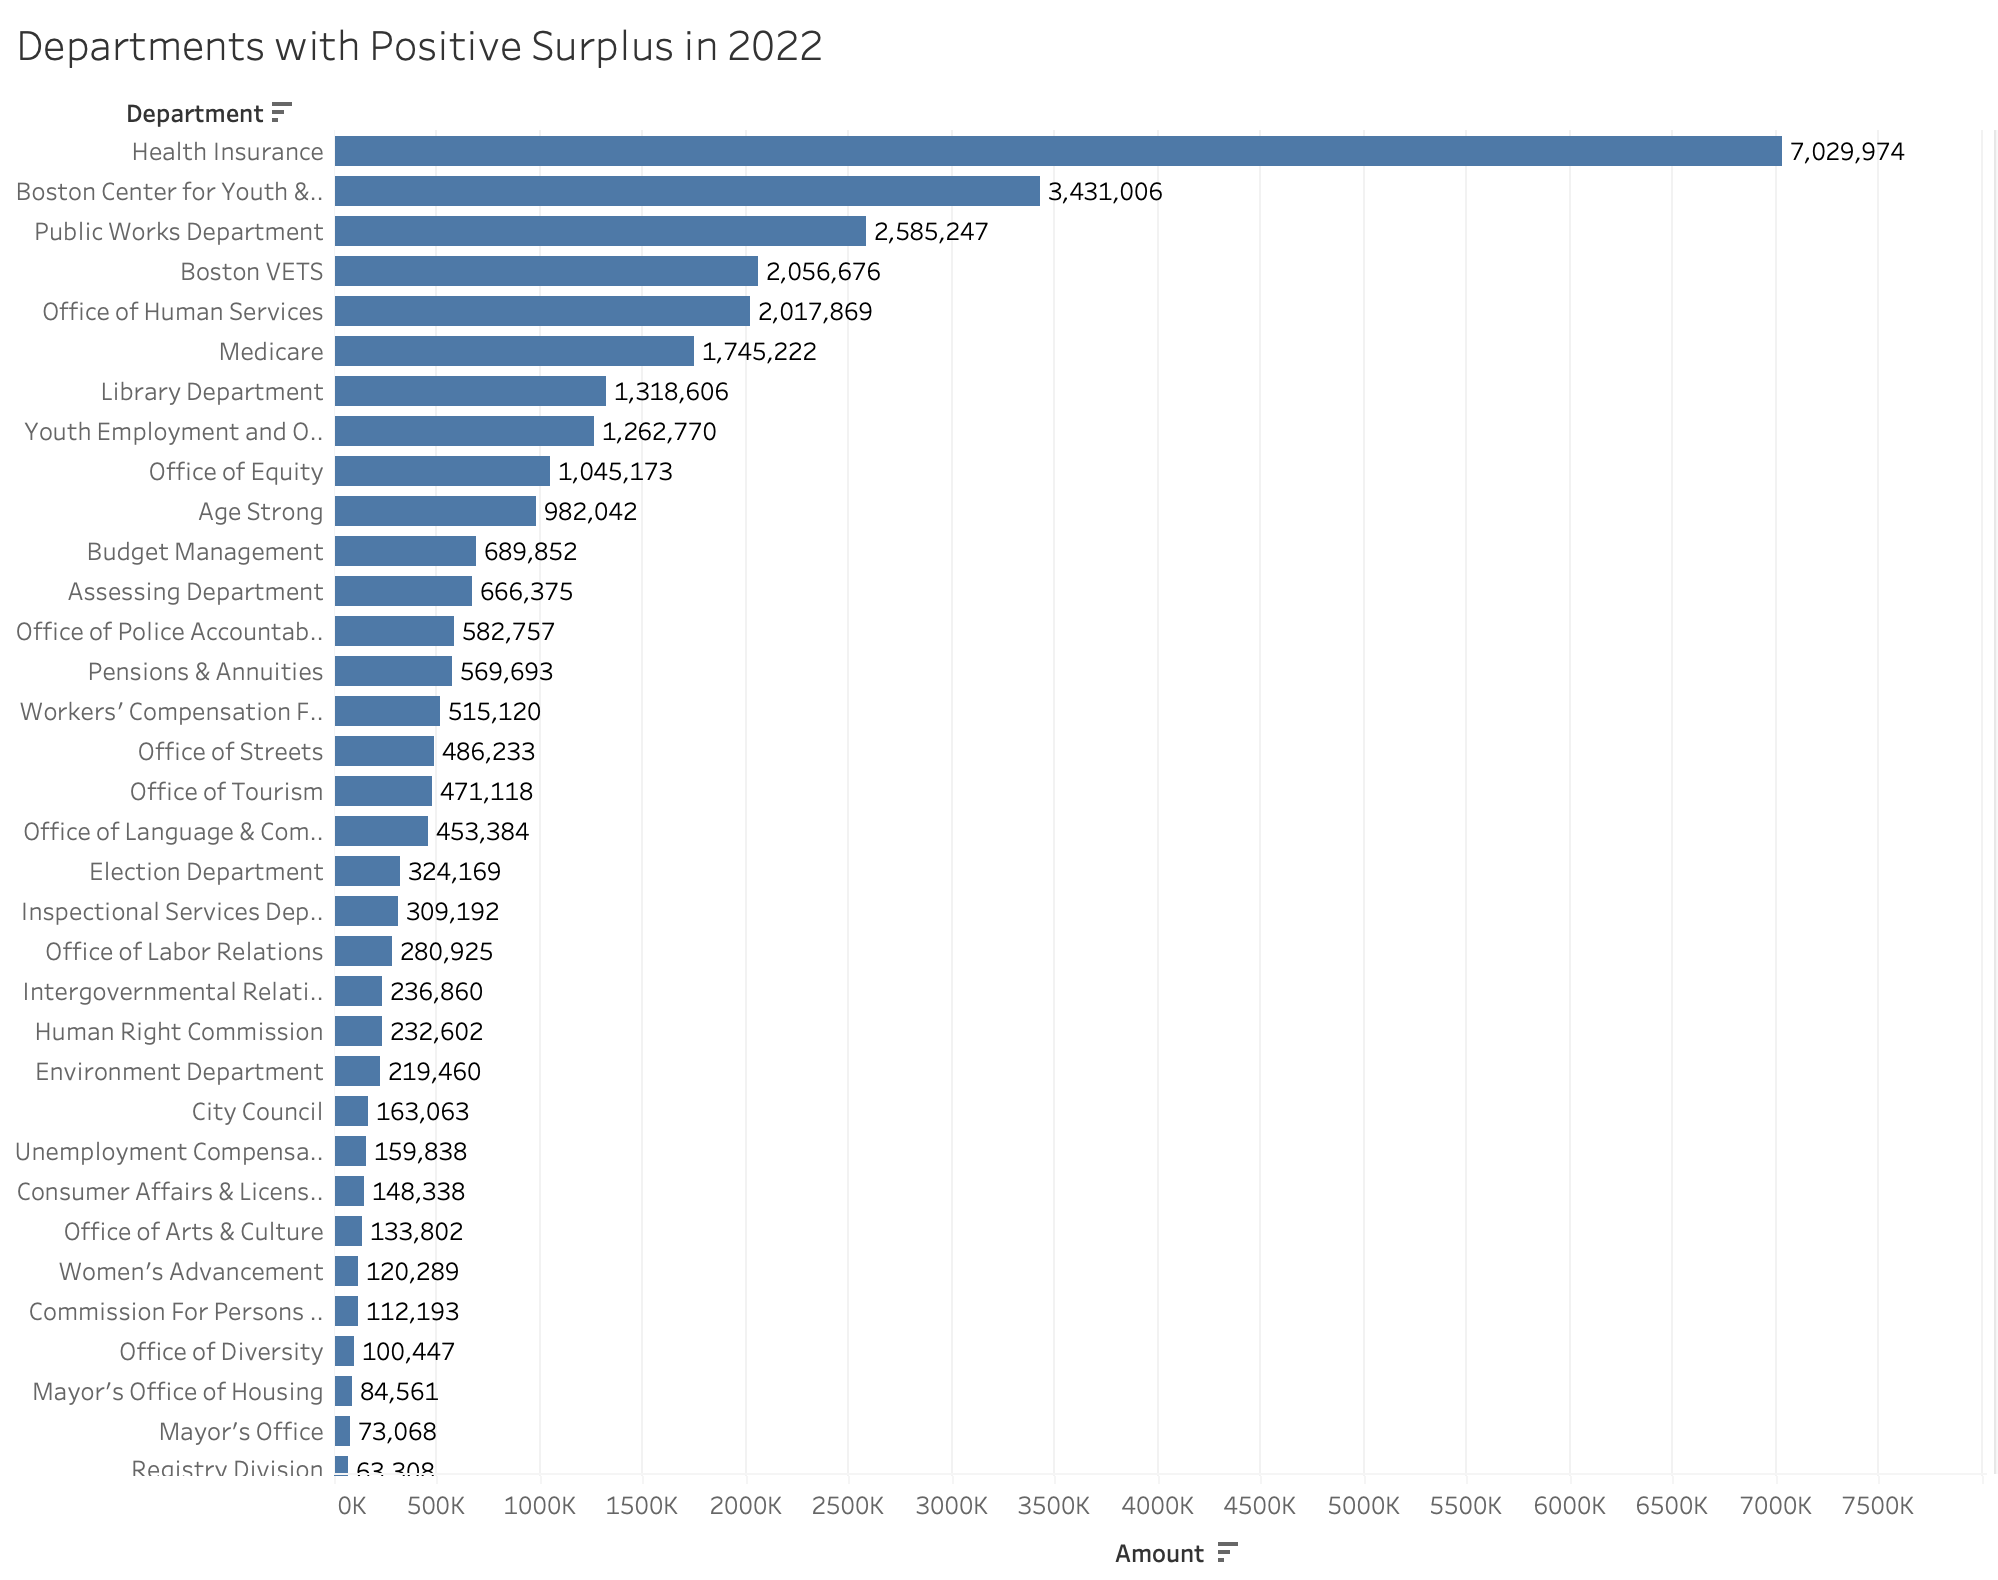 Departments with Positive Surplus in 2022
Department
Health Insurance 7,029,974
Boston Center for Youth &.. 3,431,006
Public Works Department 2,585,247
Boston VETS 2,056,676
Office of Human Services 2,017,869
Medicare 1,745,222
Library Department 1,318,606
Youth Employment and O.. 1,262,770
Office of Equity 1,045,173
Age Strong 982,042
Budget Management 689,852
Assessing Department 666,375
Office of Police Accountab.. 582,757
Pensions & Annuities 569,693
Workers’ Compensation F.. 515,120
Office of Streets 486,233
Office of Tourism 471,118
Office of Language & Com.. 453,384
Election Department 324,169
Inspectional Services Dep.. 309,192
Office of Labor Relations 280,925
Intergovernmental Relati.. 236,860
Human Right Commission 232,602
Environment Department 219,460
City Council 163,063
Unemployment Compensa.. 159,838
Consumer Affairs & Licens.. 148,338
Office of Arts & Culture 133,802
Women’s Advancement 120,289
Commission For Persons .. 112,193
Office of Diversity 100,447
Mayor’s Office of Housing 84,561
Mayor’s Office 73,068
Registry Division 63,308
0K 500K 1000K 1500K 2000K 2500K 3000K 3500K 4000K 4500K 5000K 5500K 6000K 6500K 7000K 7500K
Amount